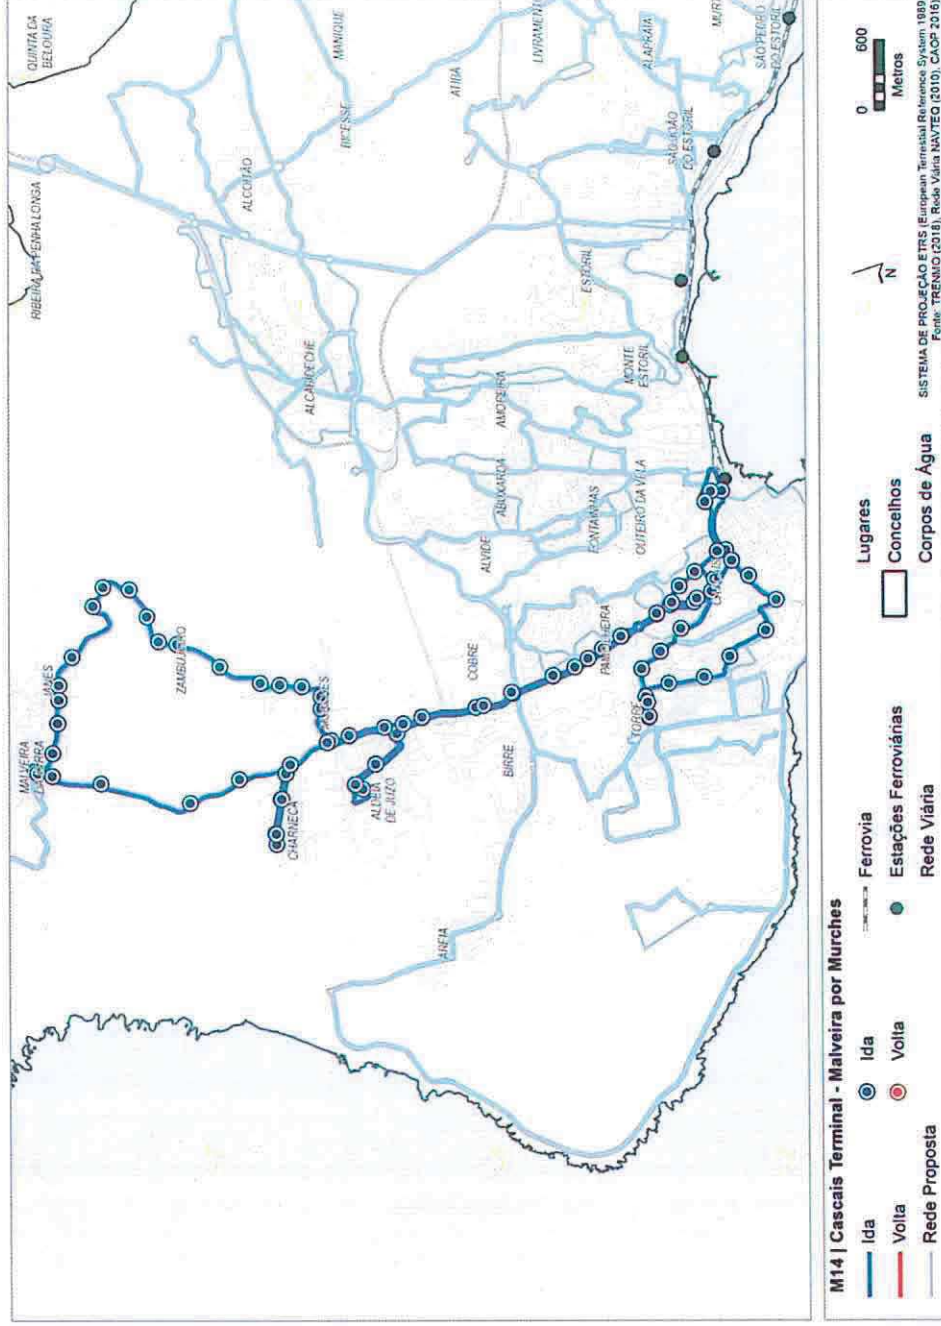 QUINTA DA
BELOURA
RIBEIRA DA PENHA LONGA
MANIQUE
LIVRAMENTO
ALAPRAIA
SÃO PEDRO
DO ESTORIL
BICESSE
ATIBÁ
ALCOITÃO
SÃO JOÃO
DO ESTORIL
ESTORIL
ALCABIDECHE
MONTE
ESTORIL
AMOREIRA
ABUXARDA
FONTAINHAS
OUTEIRO DA VELA
ALVIDE
CASCAIS
PAMPILHEIRA
COBRE
ZAMBUJEIRO
JANES
MALVEIRA
DA SERRA
MURCHES
TORRE
BIRRE
ALDEIA
DE JUZO
CHARNECA
AREIA
M14 | Cascais Terminal - Malveira por Murches
Ida
Volta
Rede Proposta
Ida
Volta
Ferrovia
Estações Ferroviárias
Rede Viária
Lugares
Concelhos
Corpos de Água
N
0 600
Metros
SISTEMA DE PROJEÇÃO ETRS (European Terrestrial Reference System 1989
Fonte: TRENMO (2018), Rede Viária NAVTEQ (2010), CAOP 2016)